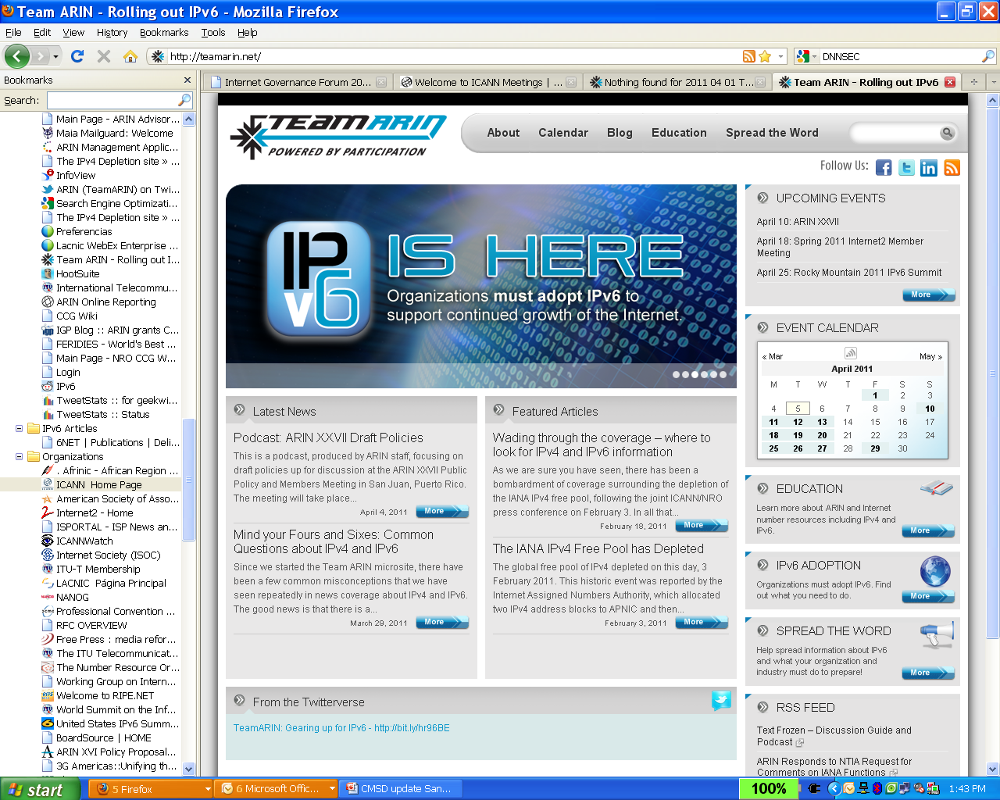 Team ARIN - Rolling out IPv6 - Mozilla Firefox
File Edit View History Bookmarks Tools Help
http://teamarin.net/
DNNSEC
Bookmarks
Internet Governance Forum 20...
Welcome to ICANN Meetings | ...
Nothing found for 2011 04 01 T...
Team ARIN - Rolling out IPv6
Search:
Main Page - ARIN Advisor...
Maia Mailguard: Welcome
ARIN Management Applic...
The IPv4 Depletion site » ...
InfoView
ARIN (TeamARIN) on Twi...
Search Engine Optimizati...
The IPv4 Depletion site » ...
Preferencias
Lacnic WebEx Enterprise ...
Team ARIN - Rolling out I...
HootSuite
International Telecommu...
ARIN Online Reporting
CCG Wiki
IGP Blog :: ARIN grants C...
FERIDIES - World's Best ...
Main Page - NRO CCG W...
Login
IPv6
TweetStats :: for geekwi...
TweetStats :: Status
IPv6 Articles
6NET | Publications | Deli...
Organizations
. Afrinic - African Region ...
ICANN Home Page
American Society of Asso...
Internet2 - Home
ISPORTAL - ISP News an...
ICANNWatch
Internet Society (ISOC)
ITU-T Membership
LACNIC Página Principal
NANOG
Professional Convention ...
RFC OVERVIEW
Free Press : media refor...
The ITU Telecommunicat...
The Number Resource Or...
Working Group on Intern...
Welcome to RIPE.NET
World Summit on the Inf...
United States IPv6 Summ...
BoardSource | HOME
ARIN XVI Policy Proposal...
3G Americas::Unifying th...
TEAMARIN
POWERED BY PARTICIPATION
About Calendar Blog Education Spread the Word
Follow Us:
IPv6
IS HERE
Organizations must adopt IPv6 to
support continued growth of the Internet.
Latest News
Podcast: ARIN XXVII Draft Policies
This is a podcast, produced by ARIN staff, focusing on
draft policies up for discussion at the ARIN XXVII Public
Policy and Members Meeting in San Juan, Puerto Rico.
The meeting will take place...
April 4, 2011 More
Mind your Fours and Sixes: Common
Questions about IPv4 and IPv6
Since we started the Team ARIN microsite, there have
been a few common misconceptions that we have
seen repeatedly in news coverage about IPv4 and IPv6.
The good news is that there is a...
March 29, 2011 More
Featured Articles
Wading through the coverage – where to
look for IPv4 and IPv6 information
As we are sure you have seen, there has been a
bombardment of coverage surrounding the depletion of
the IANA IPv4 free pool, following the joint ICANN/NRO
press conference on February 3. In all that...
February 18, 2011 More
The IANA IPv4 Free Pool has Depleted
The global free pool of IPv4 depleted on this day, 3
February 2011. This historic event was reported by the
Internet Assigned Numbers Authority, which allocated
two IPv4 address blocks to APNIC and then...
February 3, 2011 More
From the Twitterverse
TeamARIN: Gearing up for IPv6 - http://bit.ly/hr96BE
UPCOMING EVENTS
April 10: ARIN XXVII
April 18: Spring 2011 Internet2 Member
Meeting
April 25: Rocky Mountain 2011 IPv6 Summit
More
EVENT CALENDAR
« Mar May »
April 2011
M T W T F S S
1 2 3
4 5 6 7 8 9 10
11 12 13 14 15 16 17
18 19 20 21 22 23 24
25 26 27 28 29 30
EDUCATION
Learn more about ARIN and Internet
number resources including IPv4 and
IPv6.
More
IPv6 ADOPTION
Organizations must adopt IPv6. Find
out what you need to do.
More
SPREAD THE WORD
Help spread information about IPv6
and what your organization and
industry must do to prepare!
More
RSS FEED
Text Frozen – Discussion Guide and
Podcast
ARIN Responds to NTIA Request for
Comments on IANA Functions
start
5 Firefox
6 Microsoft Offic...
CMSD update San...
100%
1:43 PM